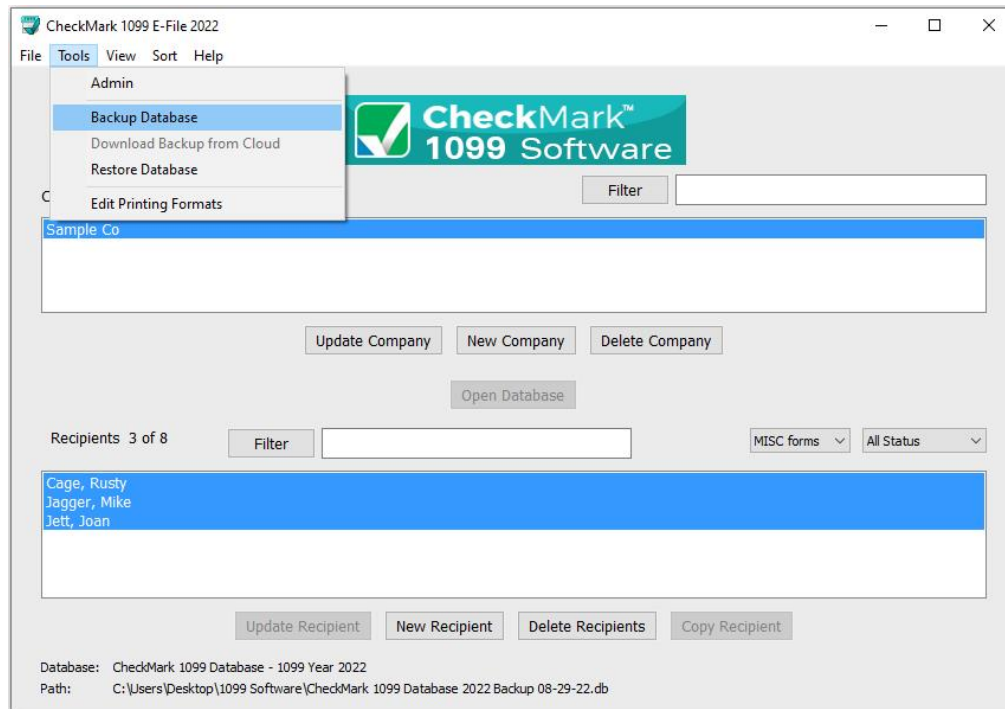 CheckMark 1099 E-File 2022
File Tools View Sort Help
Admin
Backup Database
Download Backup from Cloud
Restore Database
Edit Printing Formats
CheckMark™
1099 Software
C
Filter
Sample Co
Update Company New Company Delete Company
Open Database
Recipients 3 of 8 Filter MISC forms All Status
Cage, Rusty
Jagger, Mike
Jett, Joan
Update Recipient New Recipient Delete Recipients Copy Recipient
Database: CheckMark 1099 Database - 1099 Year 2022
Path: C:\Users\Desktop\1099 Software\CheckMark 1099 Database 2022 Backup 08-29-22.db